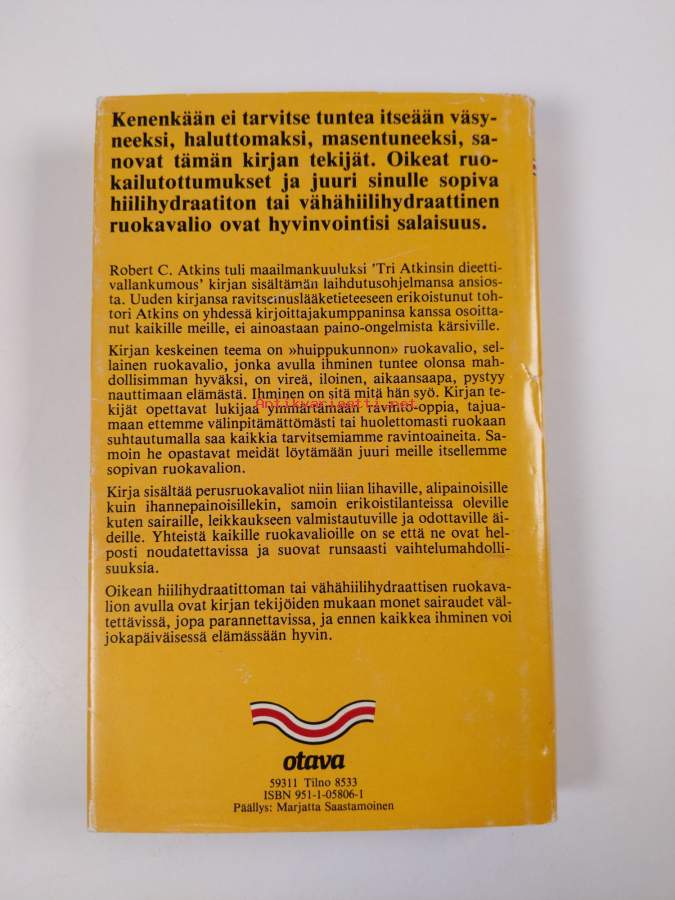 Kenenkään ei tarvitse tuntea itseään väsy-
neeksi, haluttomaksi, masentuneeksi, sa-
novat tämän kirjan tekijät. Oikeat ruo-
kailutottumukset ja juuri sinulle sopiva
hiilihydraatiton tai vähähiilihydraattinen
ruokavalio ovat hyvinvointisi salaisuus.
Robert C. Atkins tuli maailmankuuluksi 'Tri Atkinsin dieetti-
vallankumous' kirjan sisältämän laihdutusohjelmansa ansios-
ta. Uuden kirjansa ravitsemuslääketieteeseen erikoistunut toh-
tori Atkins on yhdessä kirjoittajakumppaninsa kanssa osoitta-
nut kaikille meille, ei ainoastaan paino-ongelmista kärsiville.
Kirjan keskeinen teema on »huippukunnon» ruokavalio, sel-
lainen ruokavalio, jonka avulla ihminen tuntee olonsa mah-
dollisimman hyväksi, on vireä, iloinen, aikaansaapa, pystyy
nauttimaan elämästä. Ihminen on sitä mitä hän syö. Kirjan te-
Antikvariaatti.net
kijät opettavat lukijaa ymmärtämään ravinto-oppia, tajua-
maan ettemme välinpitämättömästi tai huolettomasti ruokaan
suhtautumalla saa kaikkia tarvitsemiamme ravintoaineita. Sa-
moin he opastavat meidät löytämään juuri meille itsellemme
sopivan ruokavalion.
Kirja sisältää perusruokavaliot niin liian lihaville, alipainoisille
kuin ihannepainoisillekin, samoin erikoistilanteissa oleville
kuten sairaille, leikkaukseen valmistautuville ja odottaville äi-
deille. Yhteistä kaikille ruokavalioille on se että ne ovat hel-
posti noudatettavissa ja suovat runsaasti vaihtelumahdolli-
suuksia.
Oikean hiilihydraatittoman tai vähähiilihydraattisen ruokava-
lion avulla ovat kirjan tekijöiden mukaan monet sairaudet väl-
tettävissä, jopa parannettavissa, ja ennen kaikkea ihminen voi
jokapäiväisessä elämässään hyvin.
otava
59311 Tilno 8533
ISBN 951-1-05806-1
Päällys: Marjatta Saastamoinen